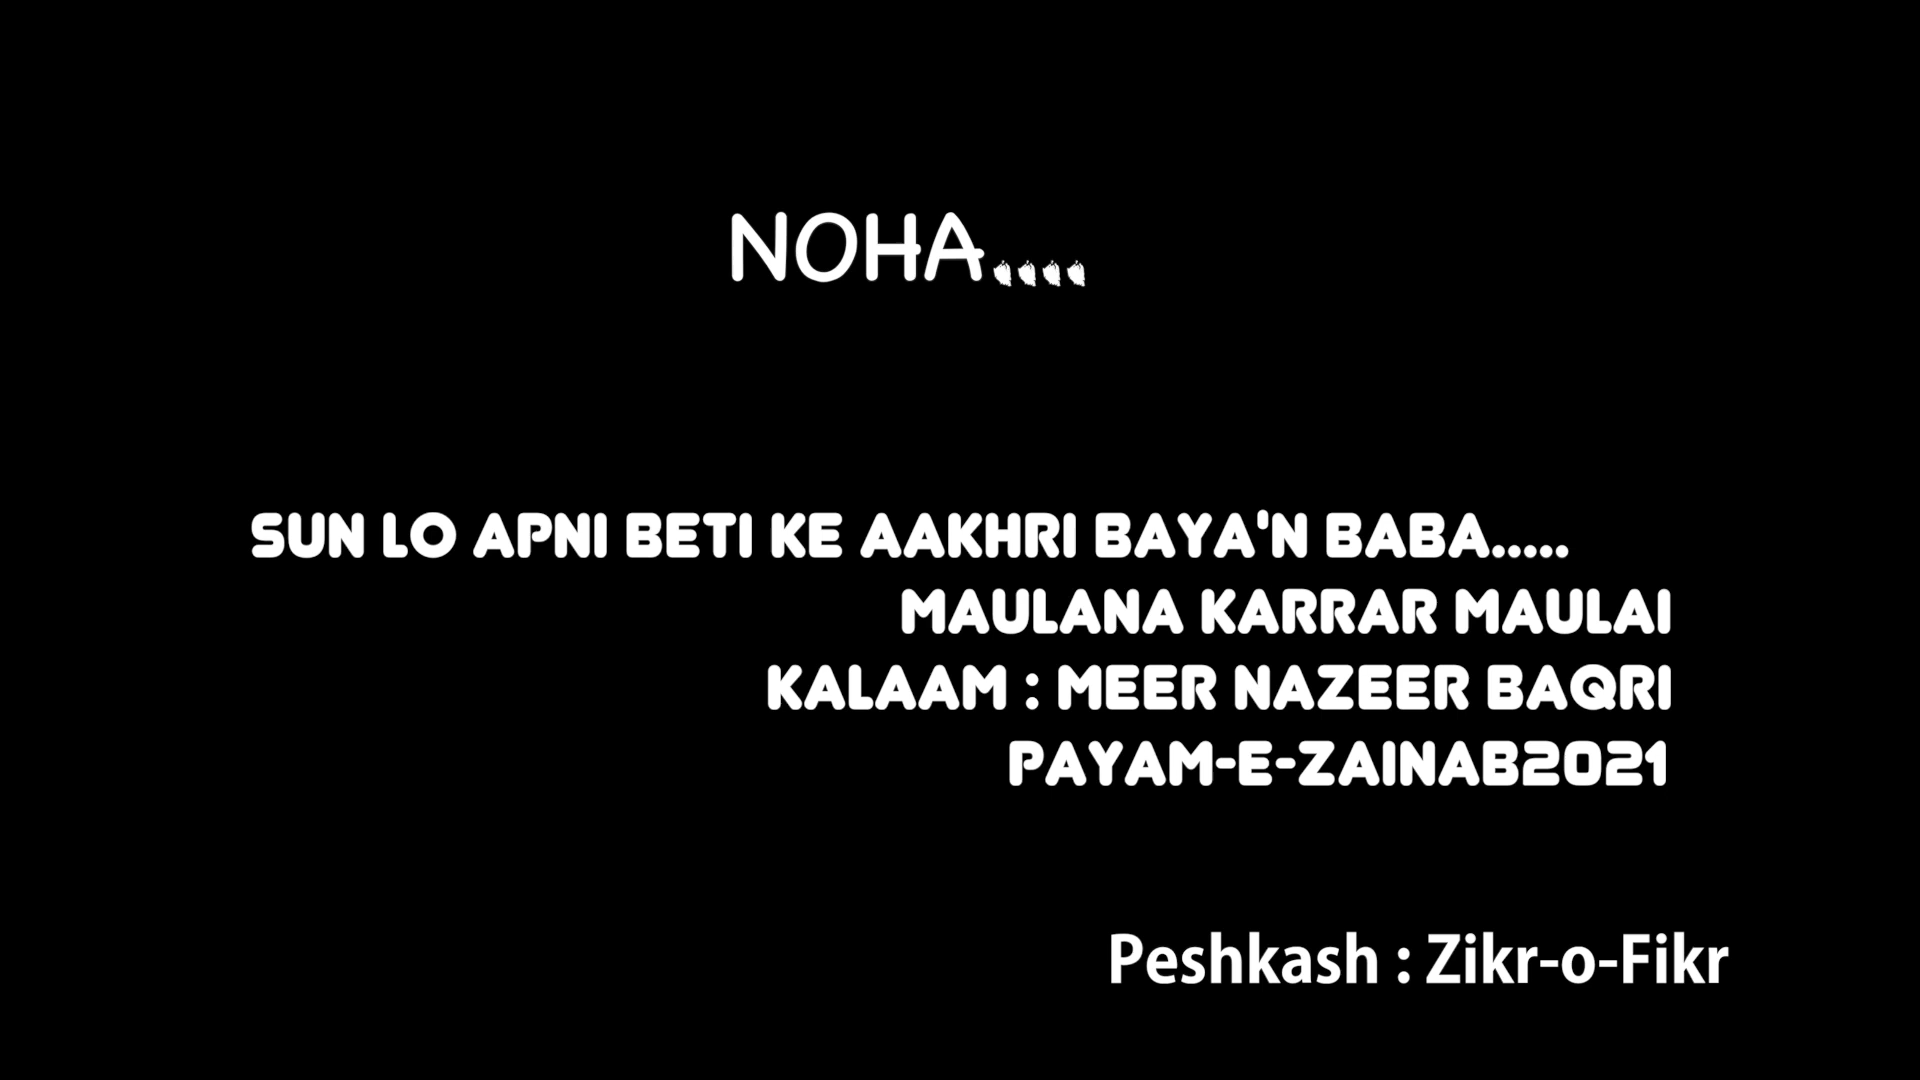 NOHA....
SUN LO APNI BETI KE AAKHRI BAYA'N BABA.....
MAULANA KARRAR MAULAI
KALAAM : MEER NAZEER BAQRI
PAYAM-E-ZAINAB2021
Peshkash : Zikr-o-Fikr